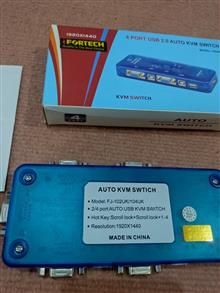 1920X1440
FORTECH
4 PORT USB 2.0 AUTO KVM SWITCH
KVM SWITCH
4
AUTO KVM SWTICH
Model: FJ-102UK/104UK
2/4 port AUTO USB KVM SWITCH
Hot Key:Scroll lock+Scroll lock+1-4
Resolution:1920X1440
MADE IN CHINA